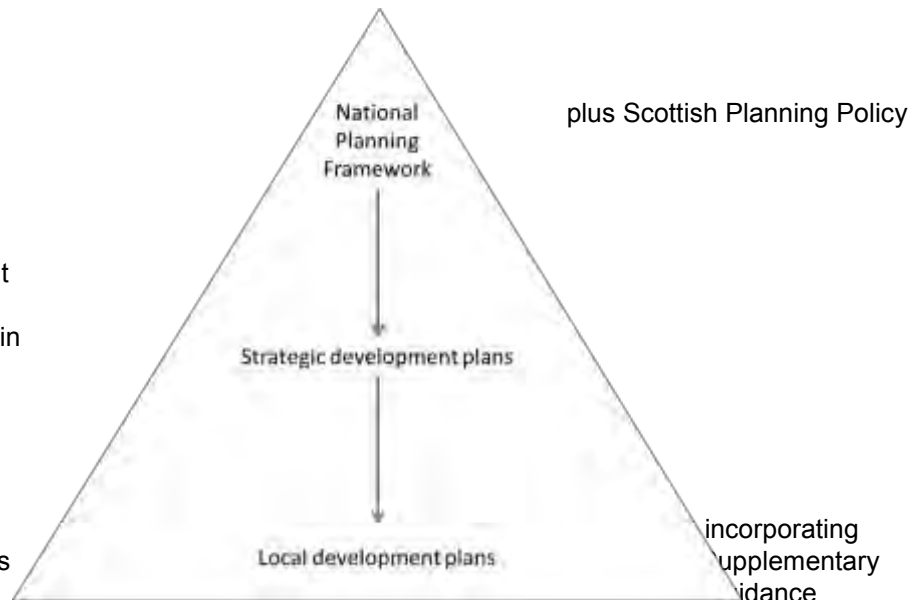 National
Planning
Framework
plus Scottish Planning Policy
t
in
Strategic development plans
s
Local development plans
incorporating
upplementary
idance